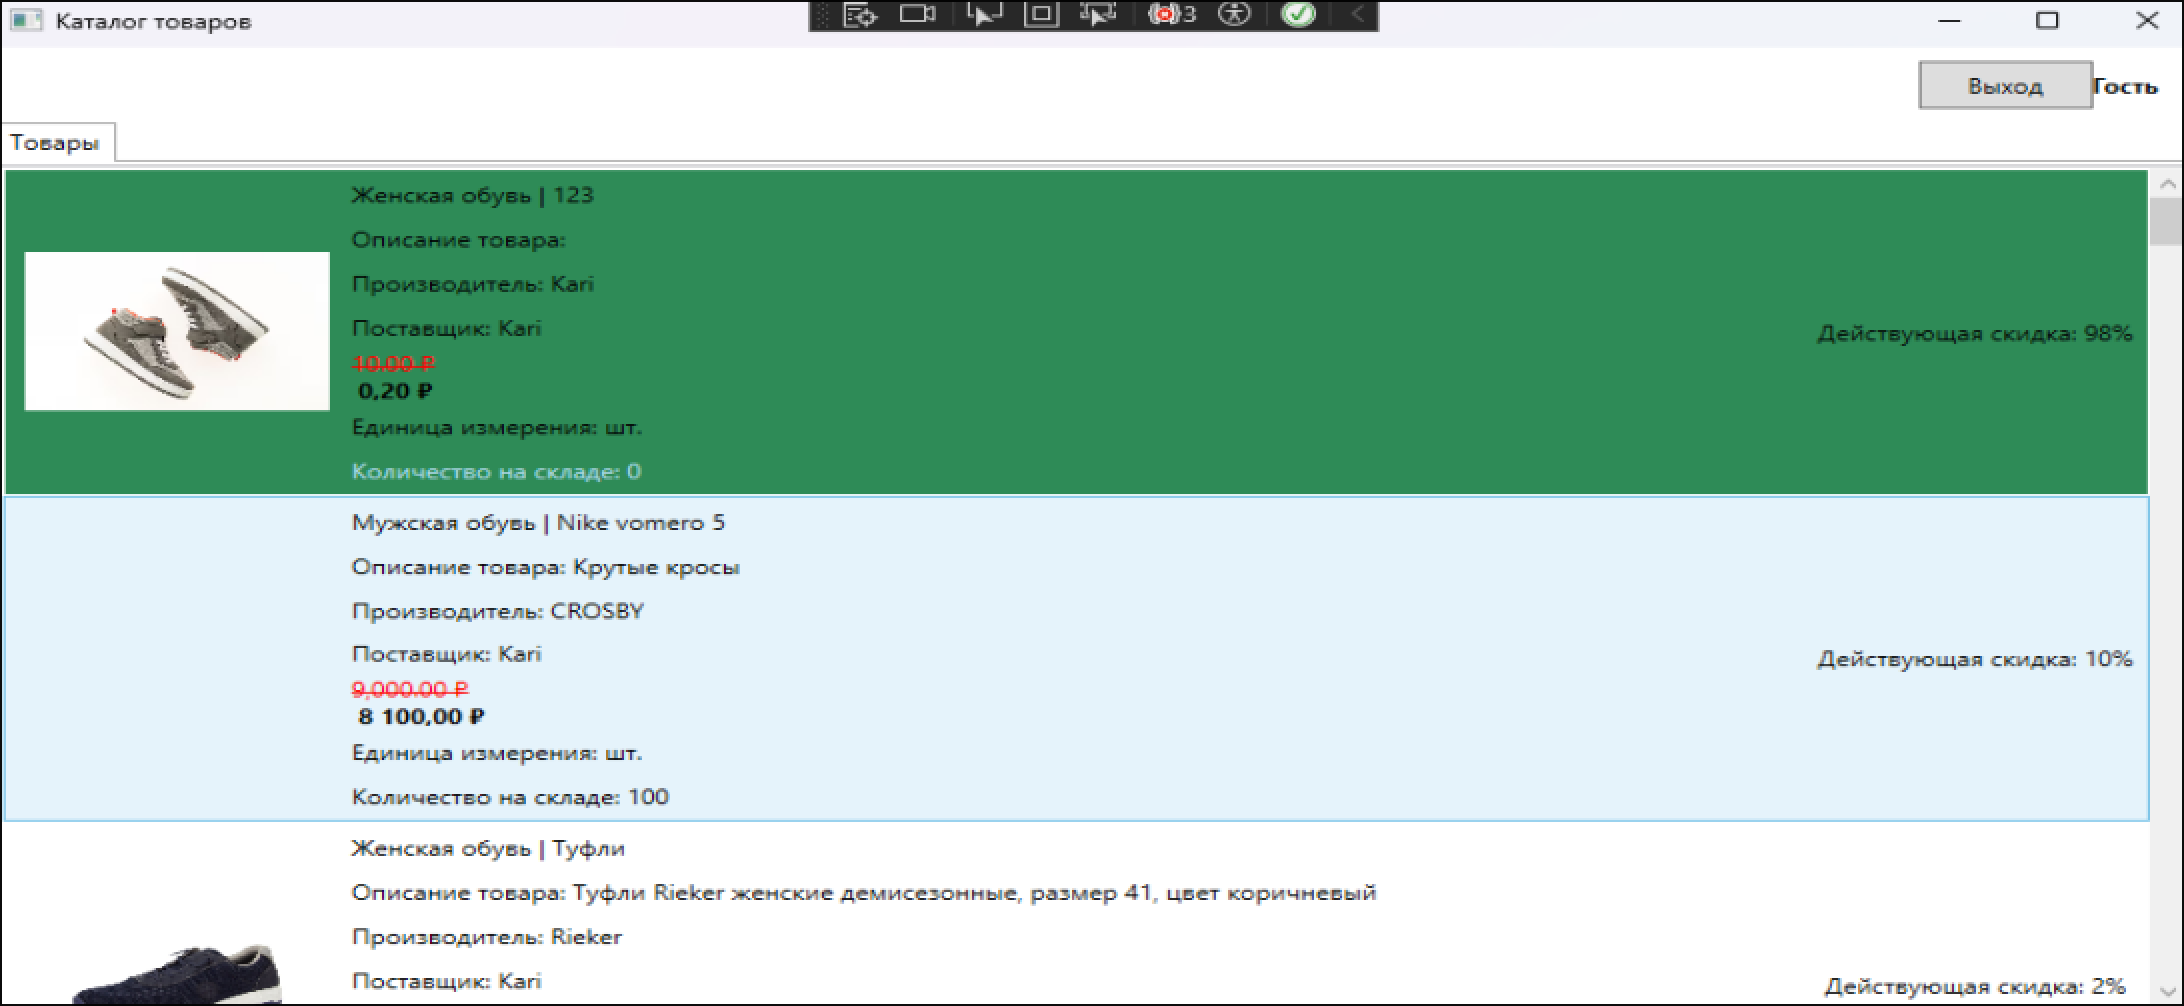 Каталог товаров
3
Выход Гость
Товары
Женская обувь | 123
Описание товара:
Производитель: Kari
Поставщик: Kari
Действующая скидка: 98%
10.00 ₽
0,20 ₽
Единица измерения: шт.
Количество на складе: 0
Мужская обувь | Nike vomero 5
Описание товара: Крутые кросы
Производитель: CROSBY
Поставщик: Kari
Действующая скидка: 10%
9,000.00 ₽
8 100,00 ₽
Единица измерения: шт.
Количество на складе: 100
Женская обувь | Туфли
Описание товара: Туфли Rieker женские демисезонные, размер 41, цвет коричневый
Производитель: Rieker
Поставщик: Kari
Действующая скидка: 2%